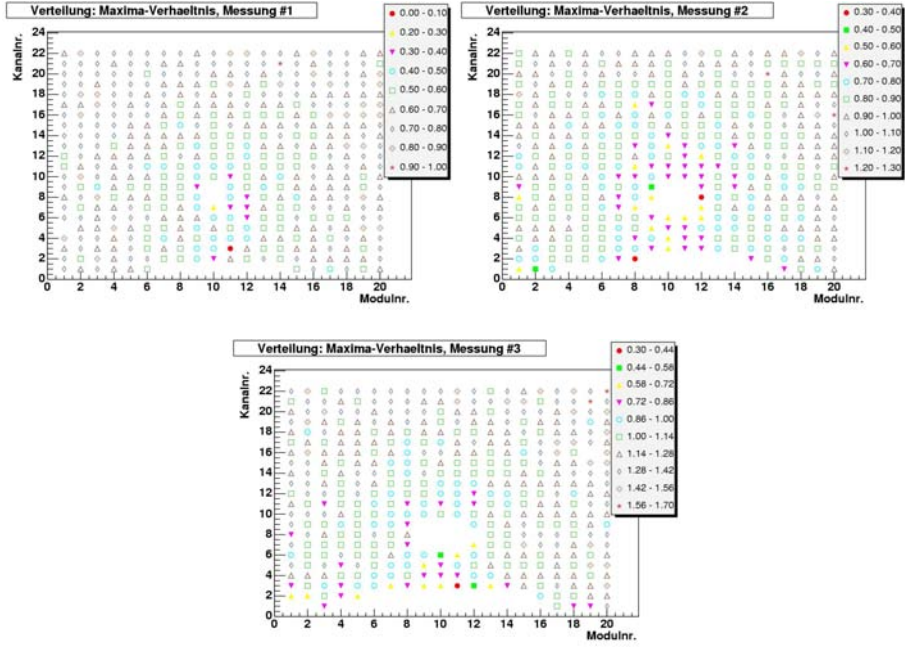 Verteilung: Maxima-Verhaeltnis, Messung #1
Kanalnr.
24
22
20
18
16
14
12
10
8
6
4
2
0
0 2 4 6 8 10 12 14 16 18 20
Modulnr.
0.00 - 0.10
0.20 - 0.30
0.30 - 0.40
0.40 - 0.50
0.50 - 0.60
0.60 - 0.70
0.70 - 0.80
0.80 - 0.90
0.90 - 1.00
Verteilung: Maxima-Verhaeltnis, Messung #2
Kanalnr.
24
22
20
18
16
14
12
10
8
6
4
2
0
0 2 4 6 8 10 12 14 16 18 20
Modulnr.
0.30 - 0.40
0.40 - 0.50
0.50 - 0.60
0.60 - 0.70
0.70 - 0.80
0.80 - 0.90
0.90 - 1.00
1.00 - 1.10
1.10 - 1.20
1.20 - 1.30
Verteilung: Maxima-Verhaeltnis, Messung #3
Kanalnr.
24
22
20
18
16
14
12
10
8
6
4
2
0
0 2 4 6 8 10 12 14 16 18 20
Modulnr.
0.30 - 0.44
0.44 - 0.58
0.58 - 0.72
0.72 - 0.86
0.86 - 1.00
1.00 - 1.14
1.14 - 1.28
1.28 - 1.42
1.42 - 1.56
1.56 - 1.70